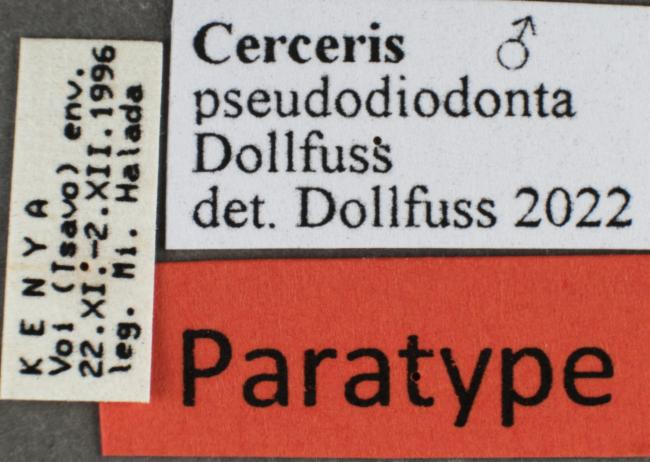 K E N Y A
Voi (Tsavo) env.
22.XI.-2.XII.1996
leg. Mi. Halada
Cerceris ♂
pseudodiodonta
Dollfuss
det. Dollfuss 2022
Paratype